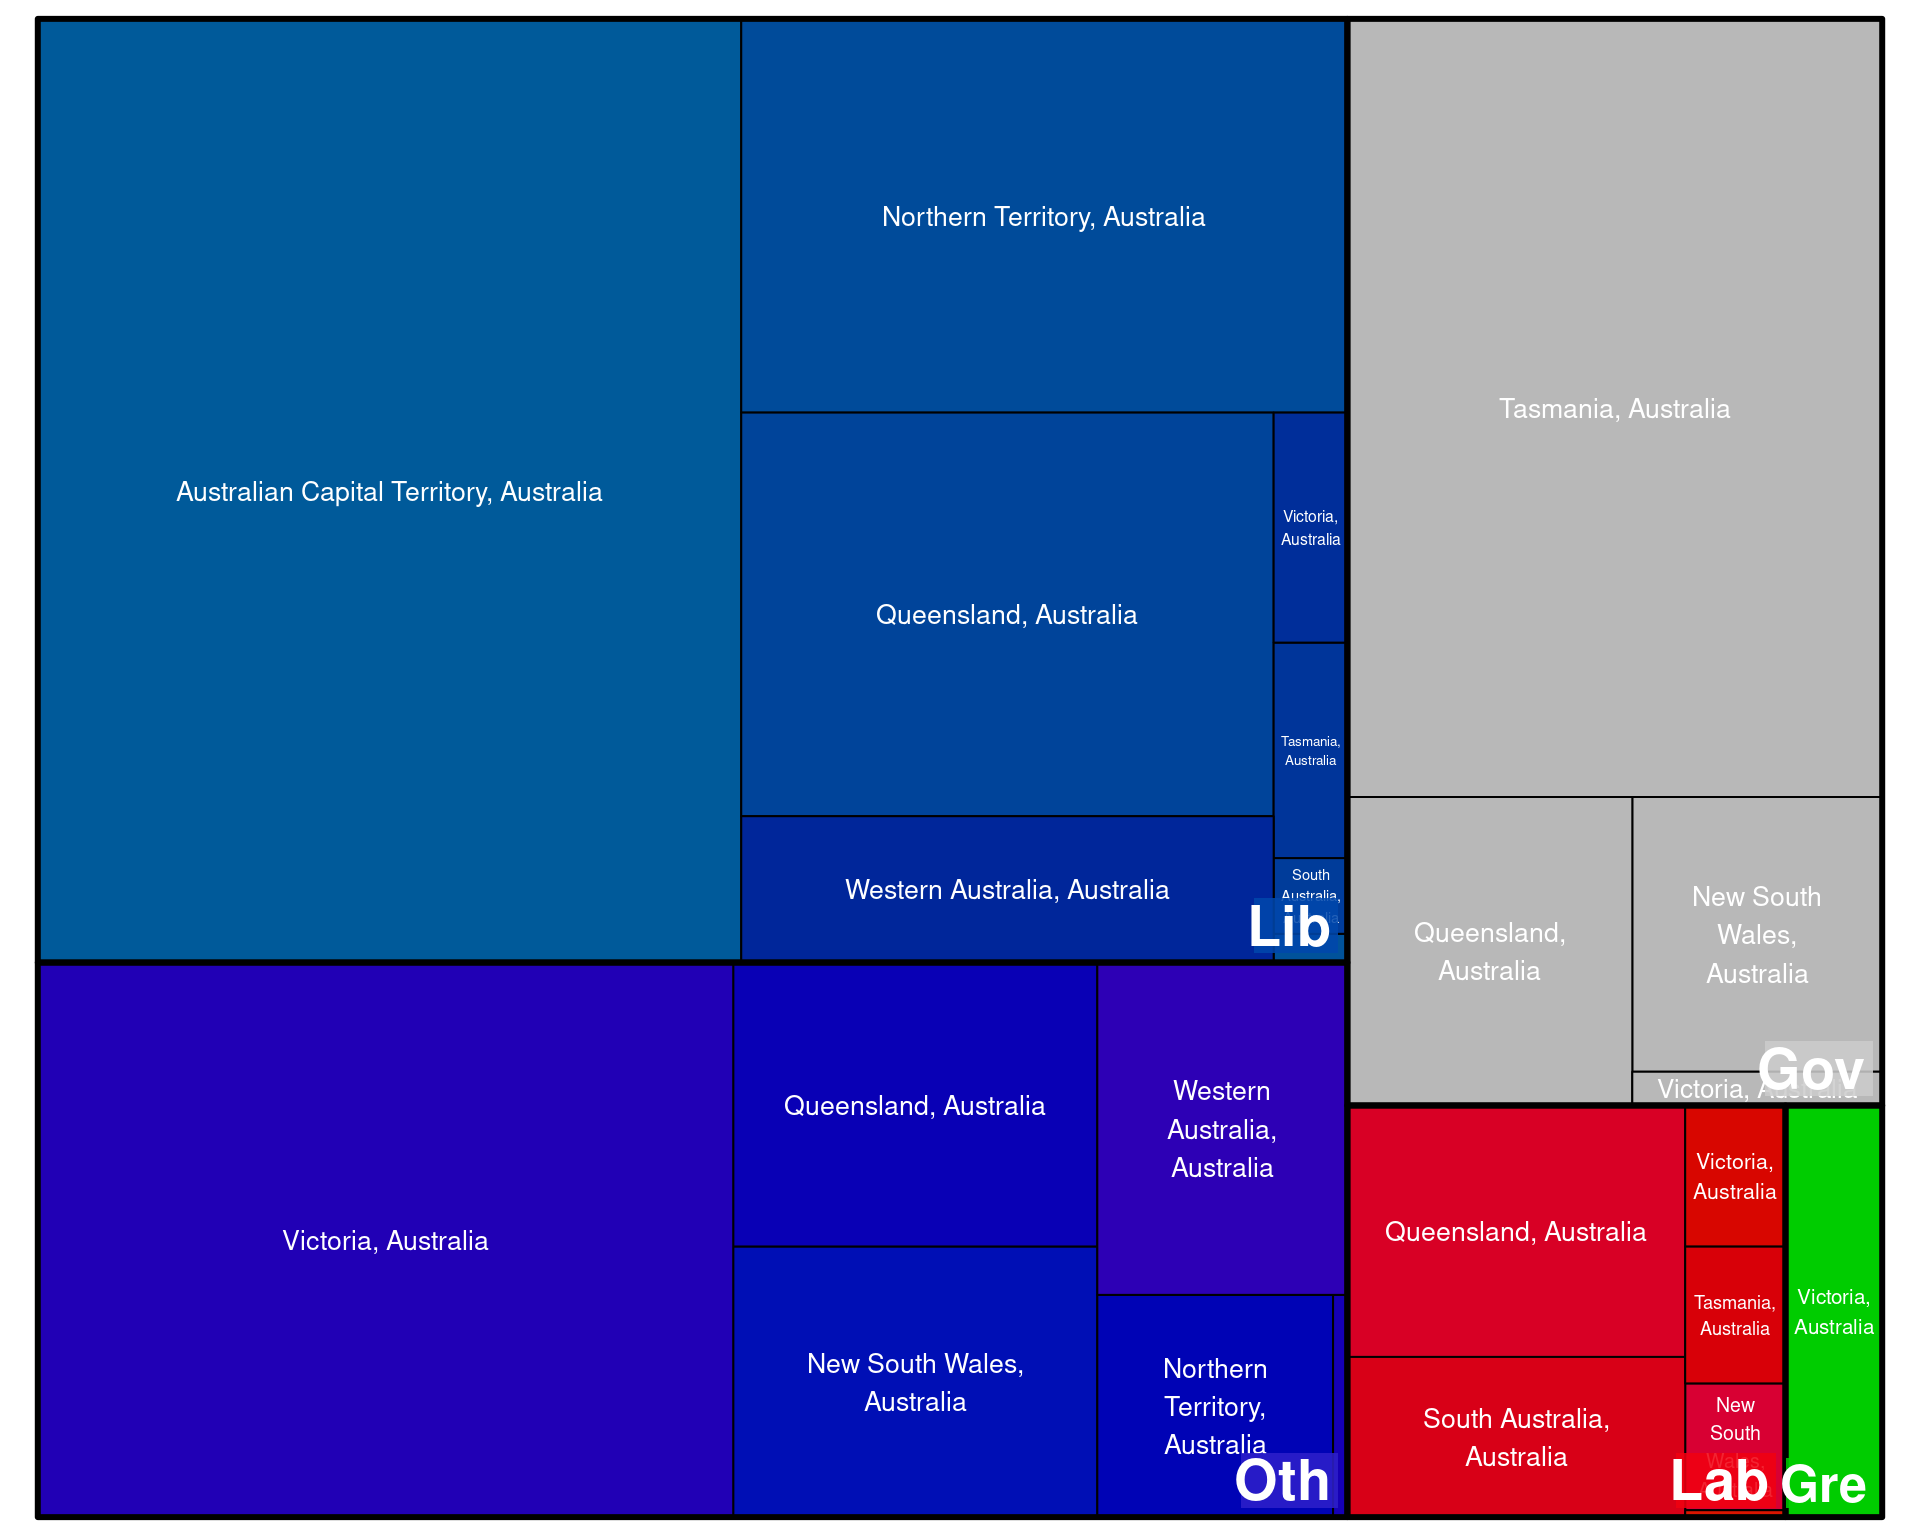 Australian Capital Territory, Australia
Northern Territory, Australia
Queensland, Australia
Victoria,
Australia
Tasmania,
Australia
South
Australia,
Western Australia, Australia
Lib
Tasmania, Australia
Queensland,
Australia
New South
Wales,
Australia
Victoria, Australia
Gov
Victoria, Australia
Queensland, Australia
New South Wales,
Australia
Western
Australia,
Australia
Northern
Territory,
Australia
Oth
Queensland, Australia
South Australia,
Australia
Victoria,
Australia
Tasmania,
Australia
New
South
Wales,
Lab
Victoria,
Australia
Gre